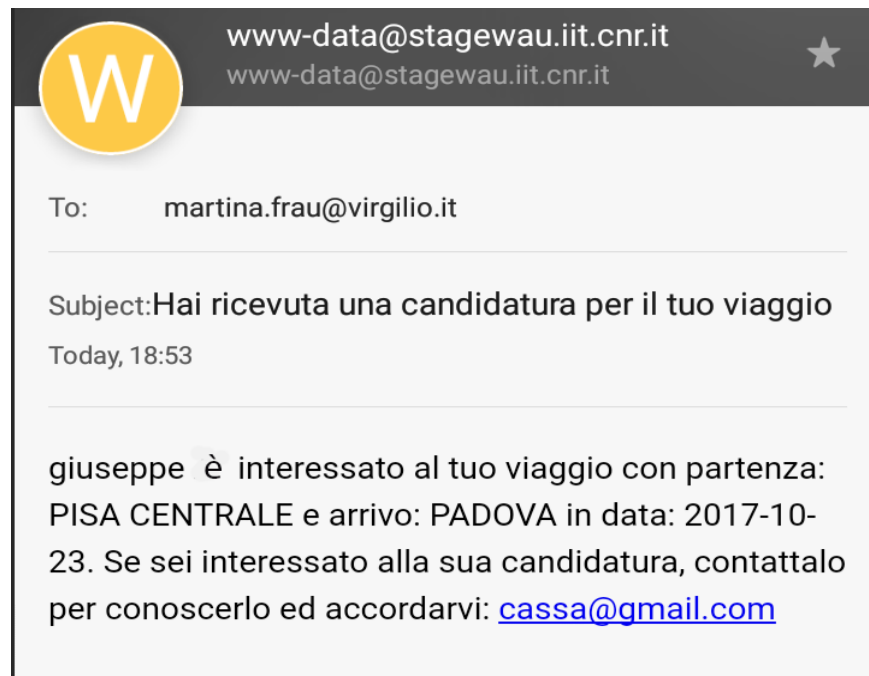 W
www-data@stagewau.iit.cnr.it
www-data@stagewau.iit.cnr.it
To: martina.frau@virgilio.it
Subject:Hai ricevuta una candidatura per il tuo viaggio
Today, 18:53
giuseppe è interessato al tuo viaggio con partenza:
PISA CENTRALE e arrivo: PADOVA in data: 2017-10-
23. Se sei interessato alla sua candidatura, contattalo
per conoscerlo ed accordarvi: cassa@gmail.com